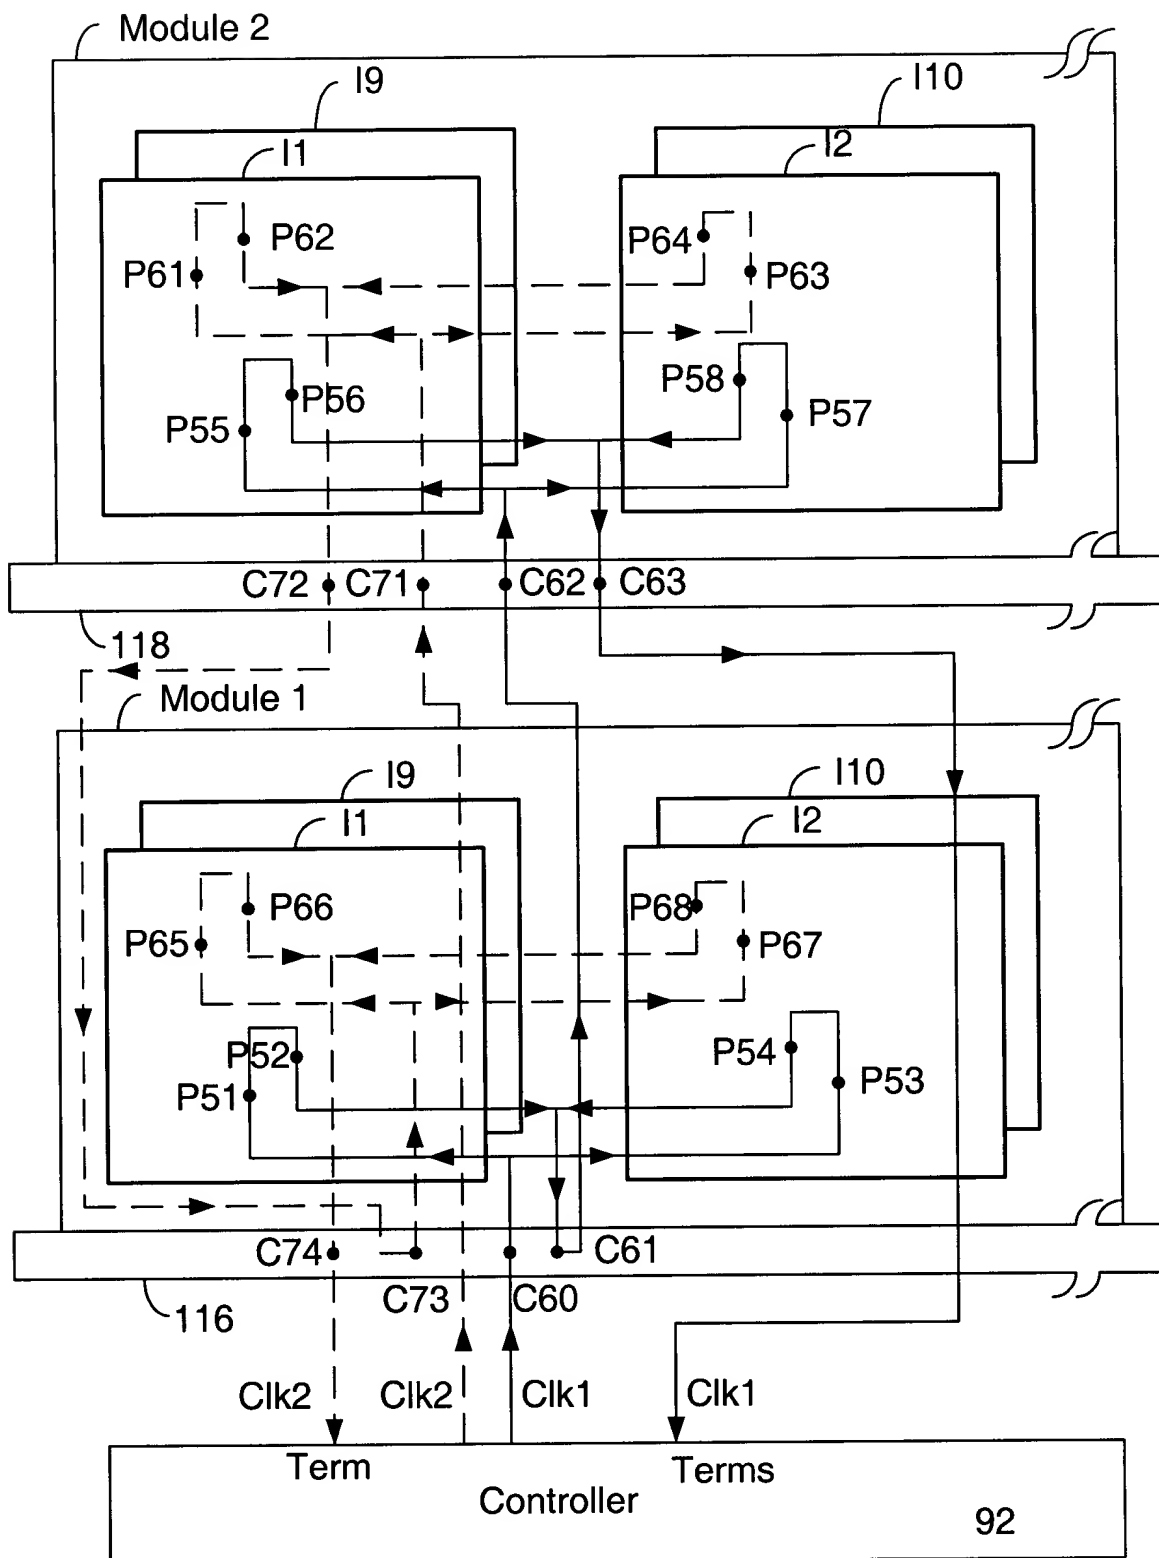 Module 2
I9
I10
I1
I2
P62
P64
P61
P63
P58
P56
P57
P55
C72
C71
C62
C63
118
Module 1
I9
I10
I1
I2
P66
P68
P65
P67
P52
P54
P53
P51
C74
C61
C73
C60
116
Clk2
Clk2
Clk1
Clk1
Term
Terms
Controller
92